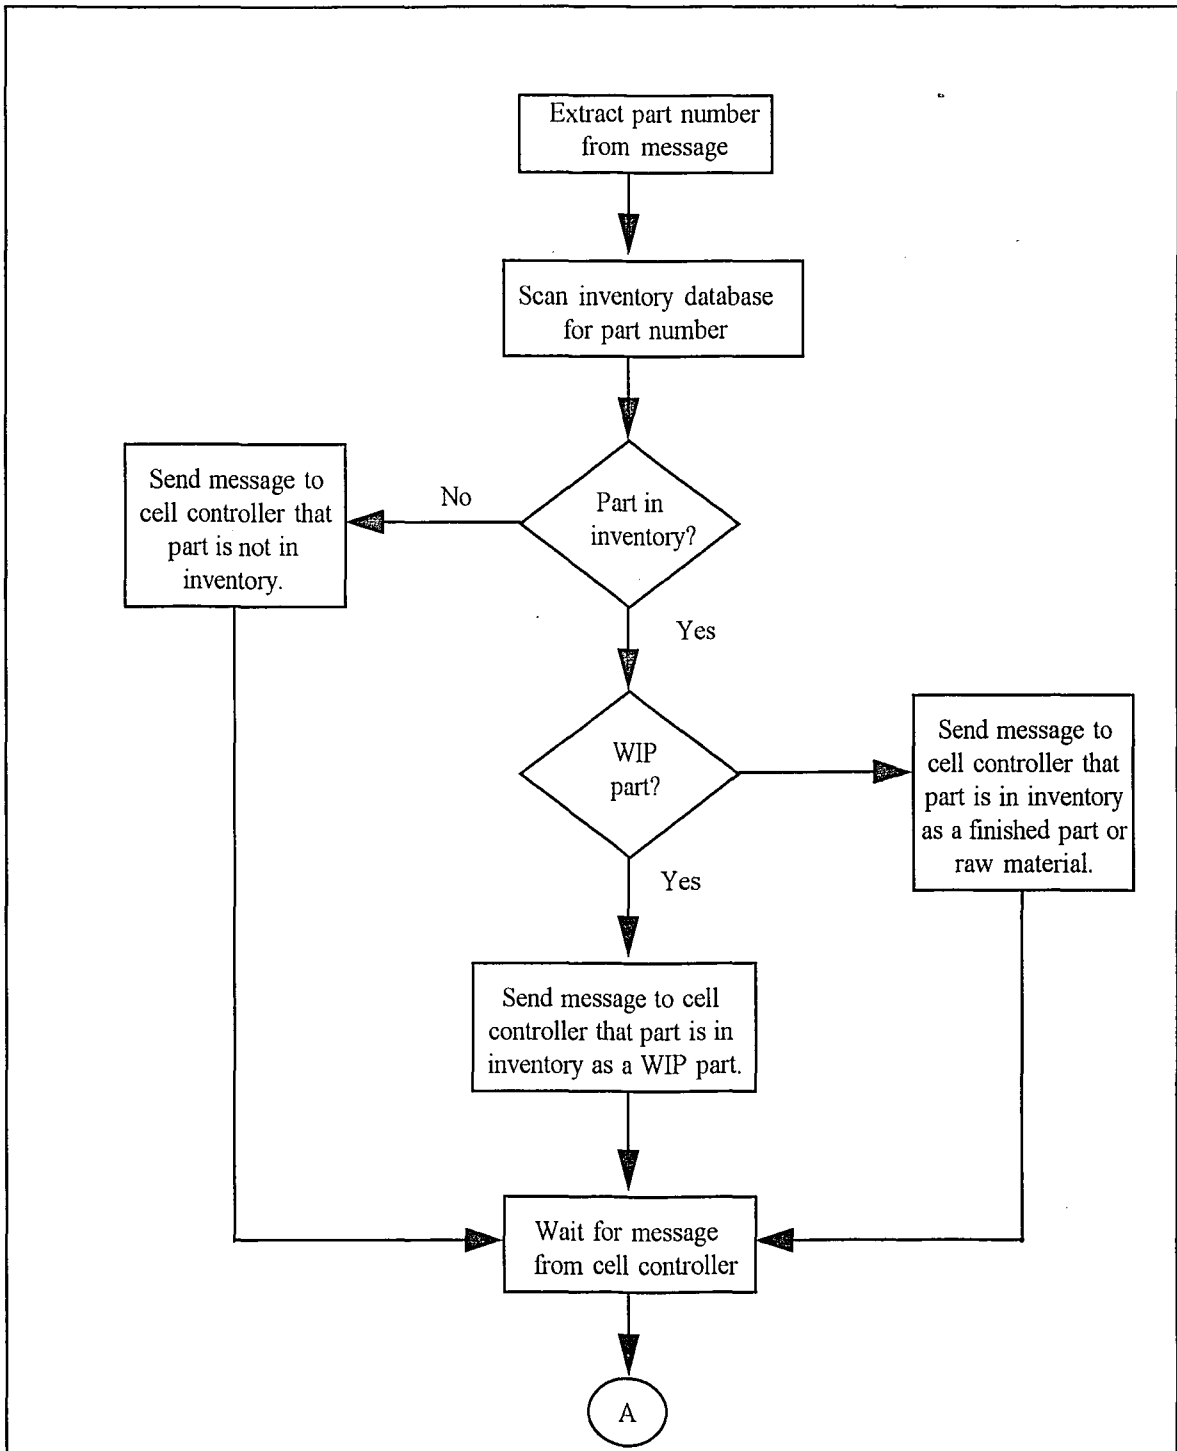 Extract part number
from message
Scan inventory database
for part number
Send message to
cell controller that
part is not in
inventory.
No
Part in
inventory?
Yes
WIP
part?
Send message to
cell controller that
part is in inventory
as a finished part or
raw material.
Yes
Send message to cell
controller that part is in
inventory as a WIP part.
Wait for message
from cell controller
A